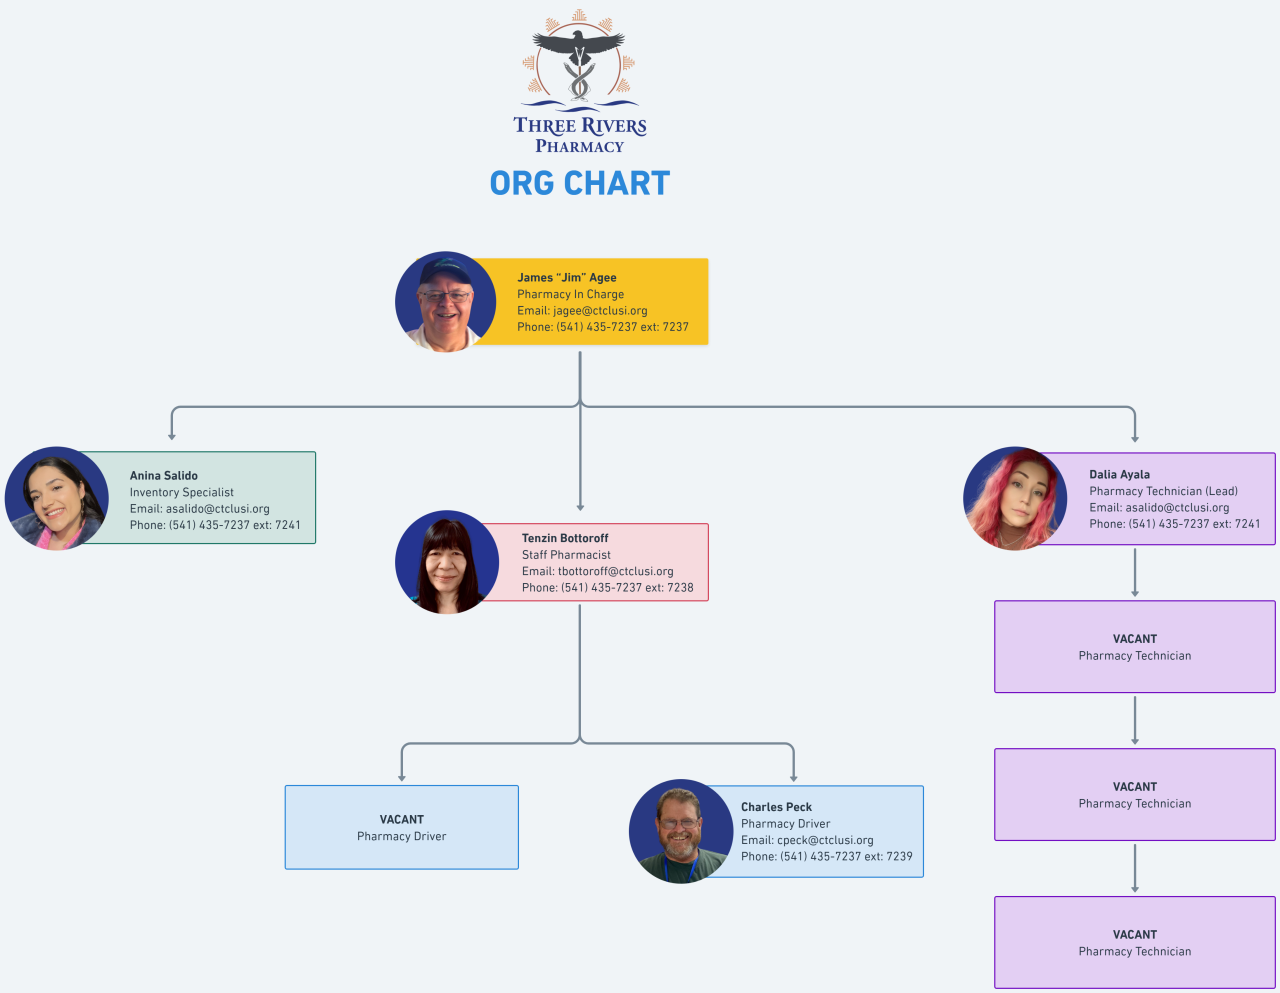 THREE RIVERS
PHARMACY
ORG CHART
James “Jim” Agee
Pharmacy In Charge
Email: jagee@ctclusi.org
Phone: (541) 435-7237 ext: 7237
Anina Salido
Inventory Specialist
Email: asalido@ctclusi.org
Phone: (541) 435-7237 ext: 7241
Tenzin Bottoroff
Staff Pharmacist
Email: tbottoroff@ctclusi.org
Phone: (541) 435-7237 ext: 7238
Dalia Ayala
Pharmacy Technician (Lead)
Email: asalido@ctclusi.org
Phone: (541) 435-7237 ext: 7241
VACANT
Pharmacy Technician
VACANT
Pharmacy Technician
VACANT
Pharmacy Driver
Charles Peck
Pharmacy Driver
Email: cpeck@ctclusi.org
Phone: (541) 435-7237 ext: 7239
VACANT
Pharmacy Technician